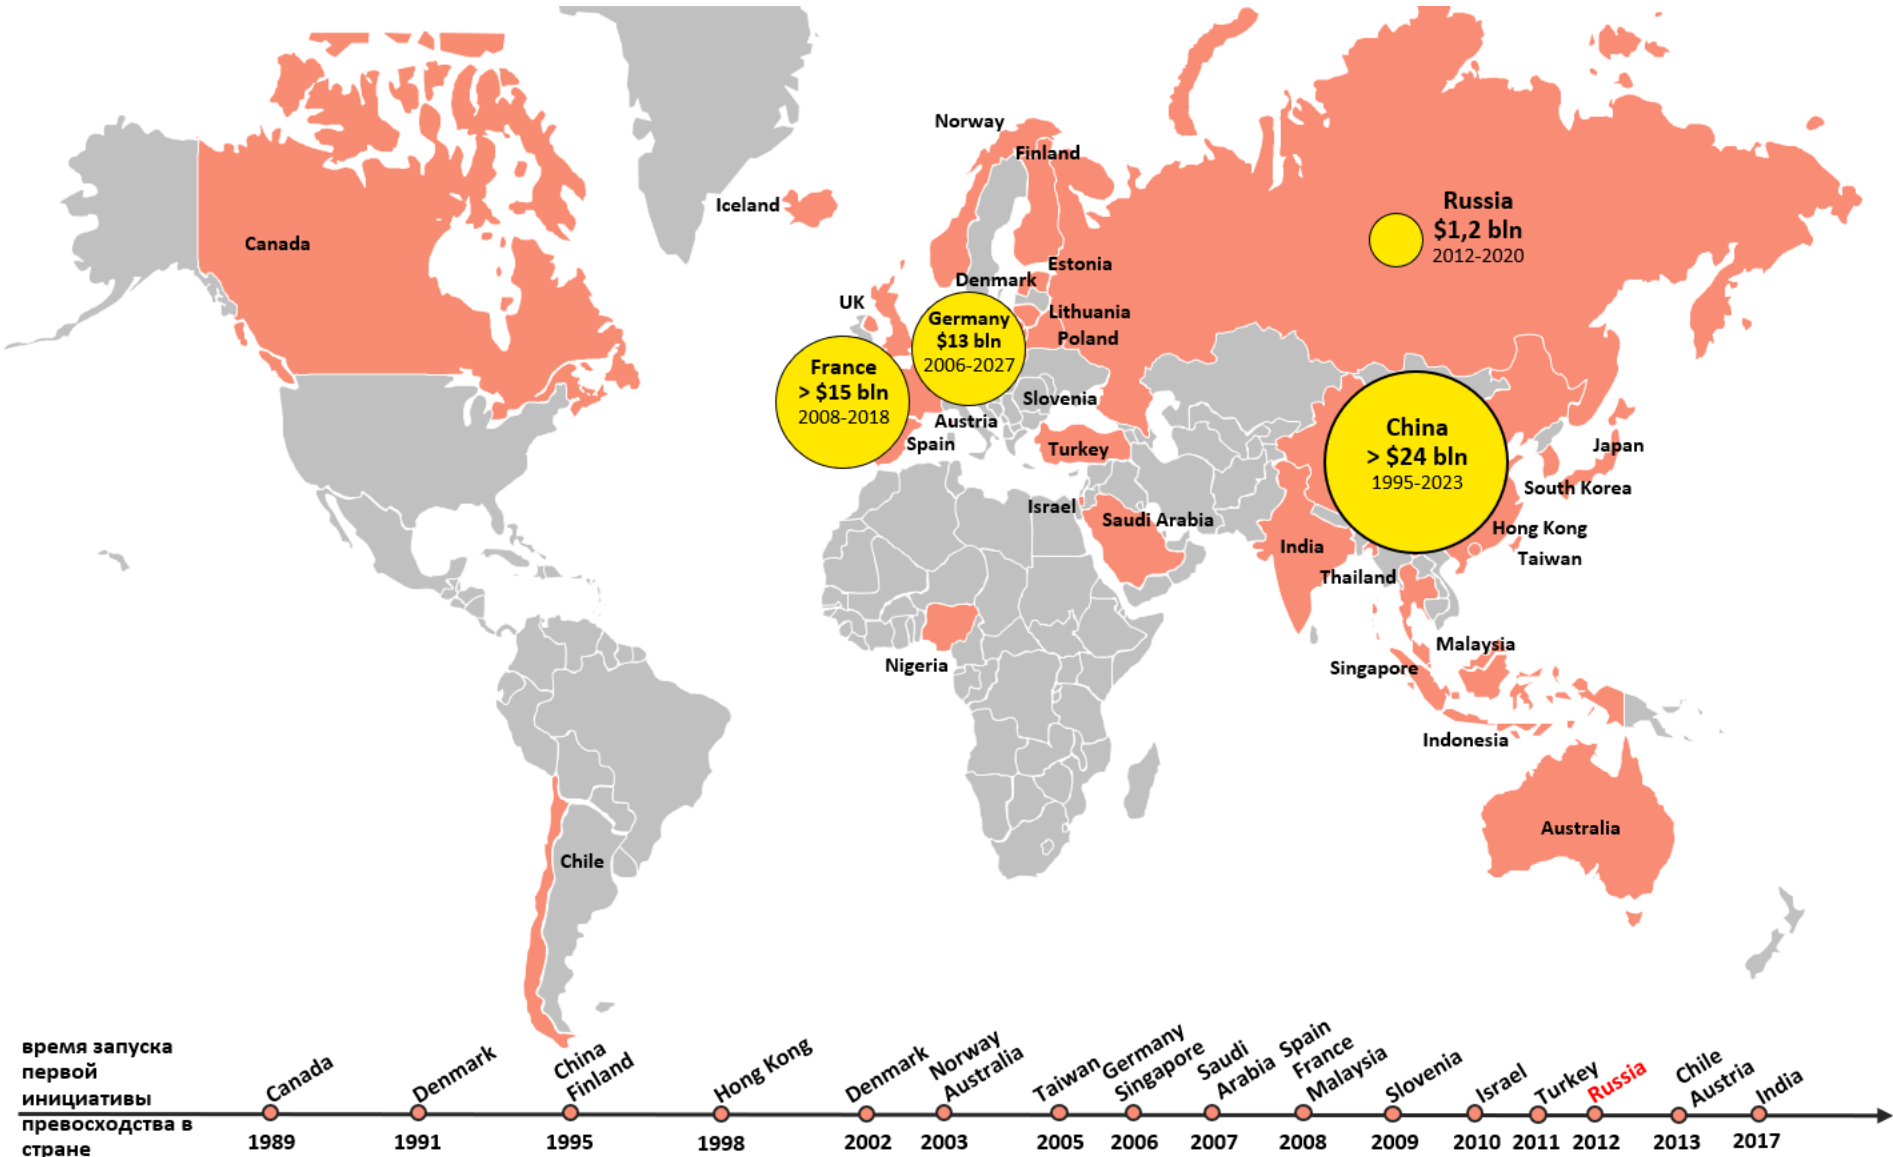 Norway
Finland
Iceland
Canada
Russia
$1,2 bln
2012-2020
Estonia
Denmark
UK
Lithuania
Germany
$13 bln
2006-2027
Poland
France
> $15 bln
2008-2018
Slovenia
Austria
Spain
Turkey
China
> $24 bln
1995-2023
Japan
South Korea
Israel
Saudi Arabia
Hong Kong
India
Taiwan
Thailand
Malaysia
Nigeria
Singapore
Indonesia
Australia
Chile
время запуска
первой
инициативы
превосходства в
стране
Canada
1989
Denmark
1991
China
Finland
1995
Hong Kong
1998
Denmark
2002
Norway
Australia
2003
Taiwan
2005
Germany
Singapore
2006
Saudi
Arabia
2007
Spain
France
Malaysia
2008
Slovenia
2009
Israel
2010
Turkey
2011
Russia
2012
Chile
Austria
2013
India
2017